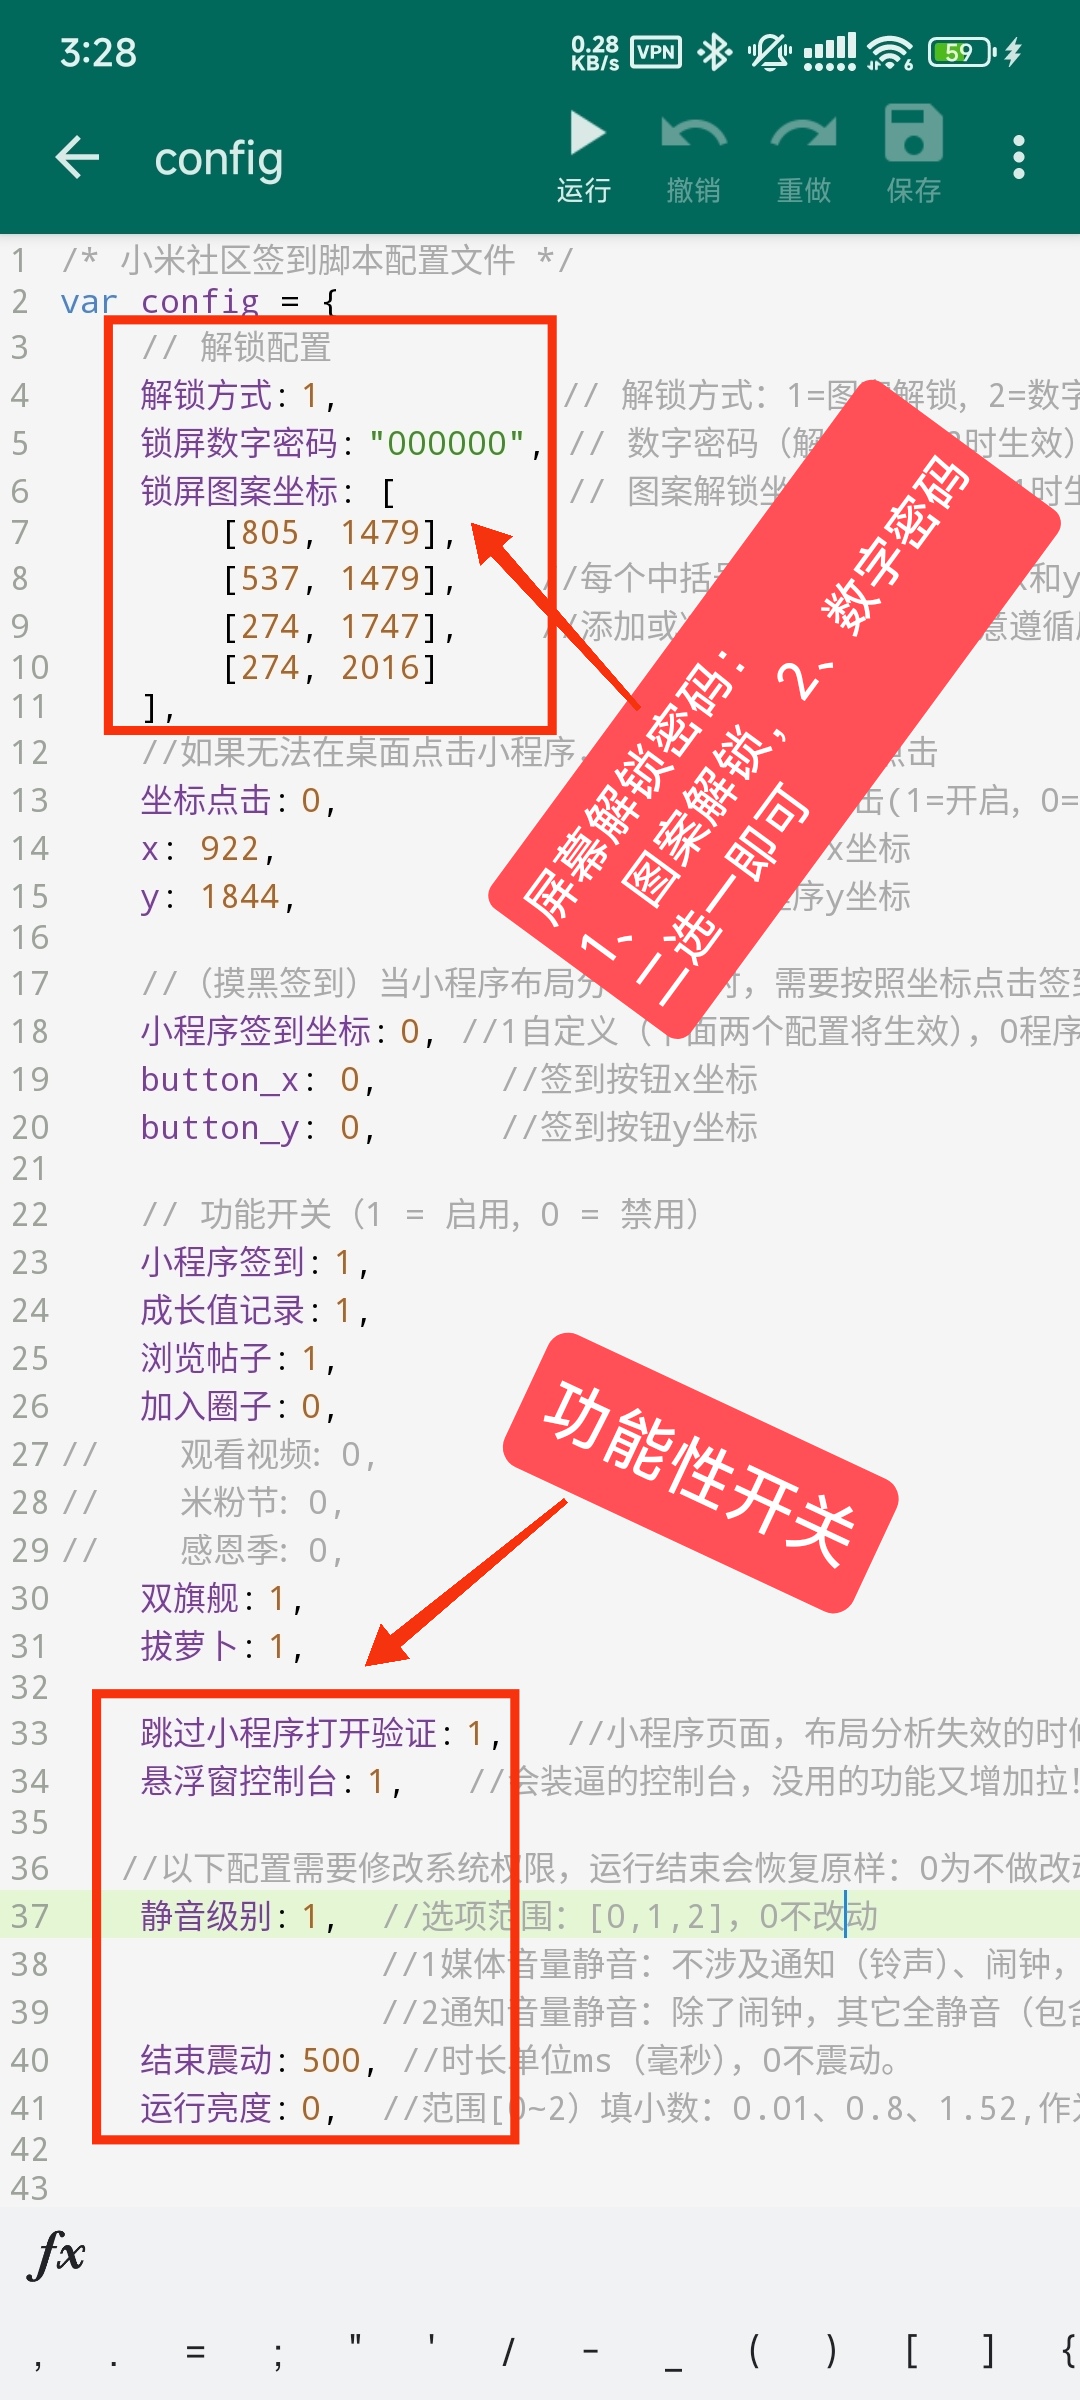 3:28
0.28 KB/s VPN 6 59
config
运行 撤销 重做 保存
1 /* 小米社区签到脚本配置文件 */
2 var config = {
3 // 解锁配置
4 解锁方式: 1, // 解锁方式: 1=图 解锁, 2=数字
5 锁屏数字密码: "000000", // 数字密码 (解 时生效)
6 锁屏图案坐标: [ // 图案解锁坐 1时生
7 [805, 1479],
8 [537, 1479], //每个中括号 x和y
9 [274, 1747], //添加或 意遵循
10 [274, 2016]
11 ],
12 //如果无法在桌面点击小程序, 点击
13 坐标点击: 0, 击(1=开启, 0=
14 x: 922, x坐标
15 y: 1844, 程序y坐标
16
17 // (摸黑签到) 当小程序布局分 时, 需要按照坐标点击签到
18 小程序签到坐标: 0, //1自定义 (下面两个配置将生效), 0程序
19 button_x: 0, //签到按钮x坐标
20 button_y: 0, //签到按钮y坐标
21
22 // 功能开关 (1 = 启用, 0 = 禁用)
23 小程序签到: 1,
24 成长值记录: 1,
25 浏览帖子: 1,
26 加入圈子: 0,
27 // 观看视频: 0,
28 // 米粉节: 0,
29 // 感恩季: 0,
30 双旗舰: 1,
31 拔萝卜: 1,
32
33 跳过小程序打开验证: 1, //小程序页面, 布局分析失效的时候
34 悬浮窗控制台: 1, //会装逼的控制台, 没用的功能又增加拉!
35
36 //以下配置需要修改系统权限, 运行结束会恢复原样: 0为不做改动
37 静音级别: 1, //选项范围: [0,1,2], 0不改动
38 //1媒体音量静音: 不涉及通知 (铃声)、闹钟,
39 //2通知音量静音: 除了闹钟, 其它全静音 (包含
40 结束震动: 500, //时长单位ms (毫秒), 0不震动。
41 运行亮度: 0, //范围[0~2) 填小数: 0.01、0.8、1.52,作为
42
43
屏幕解锁密码:
1、图案解锁, 2、数字密码
二选一即可
功能性开关
fx
, . = ; " ' / - _ ( ) [ ] {